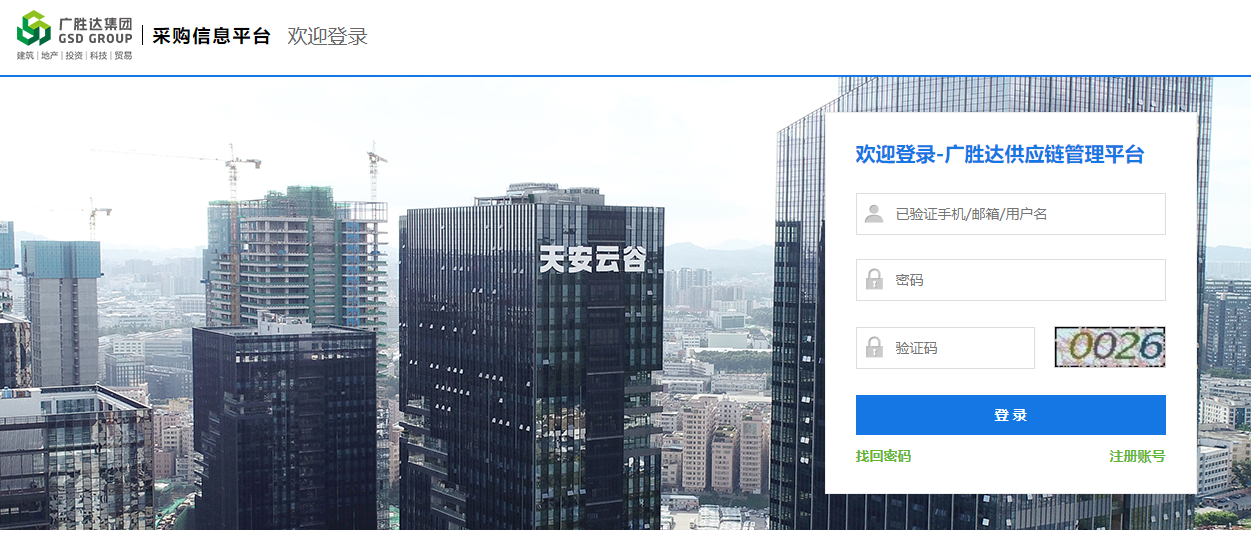 广胜达集团
GSD GROUP
建筑 | 地产 | 投资 | 科技 | 贸易
采购信息平台 欢迎登录
天安云谷
欢迎登录-广胜达供应链管理平台
已验证手机/邮箱/用户名
密码
验证码
0026
登 录
找回密码 注册账号